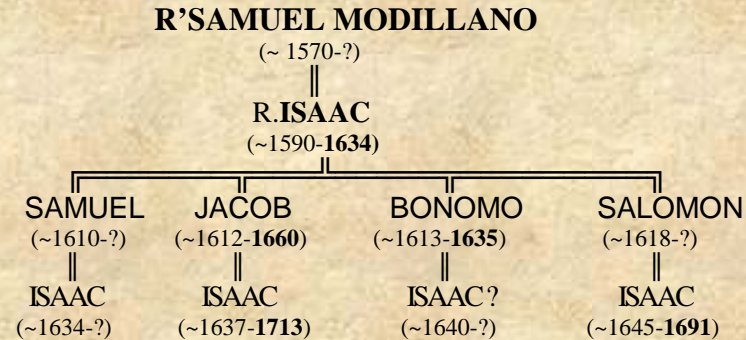 R'SAMUEL MODILLANO
(~ 1570-?)
R.ISAAC
(~1590-1634)
SAMUEL JACOB BONOMO SALOMON
(~1610-?) (~1612-1660) (~1613-1635) (~1618-?)
ISAAC ISAAC ISAAC? ISAAC
(~1634-?) (~1637-1713) (~1640-?) (~1645-1691)